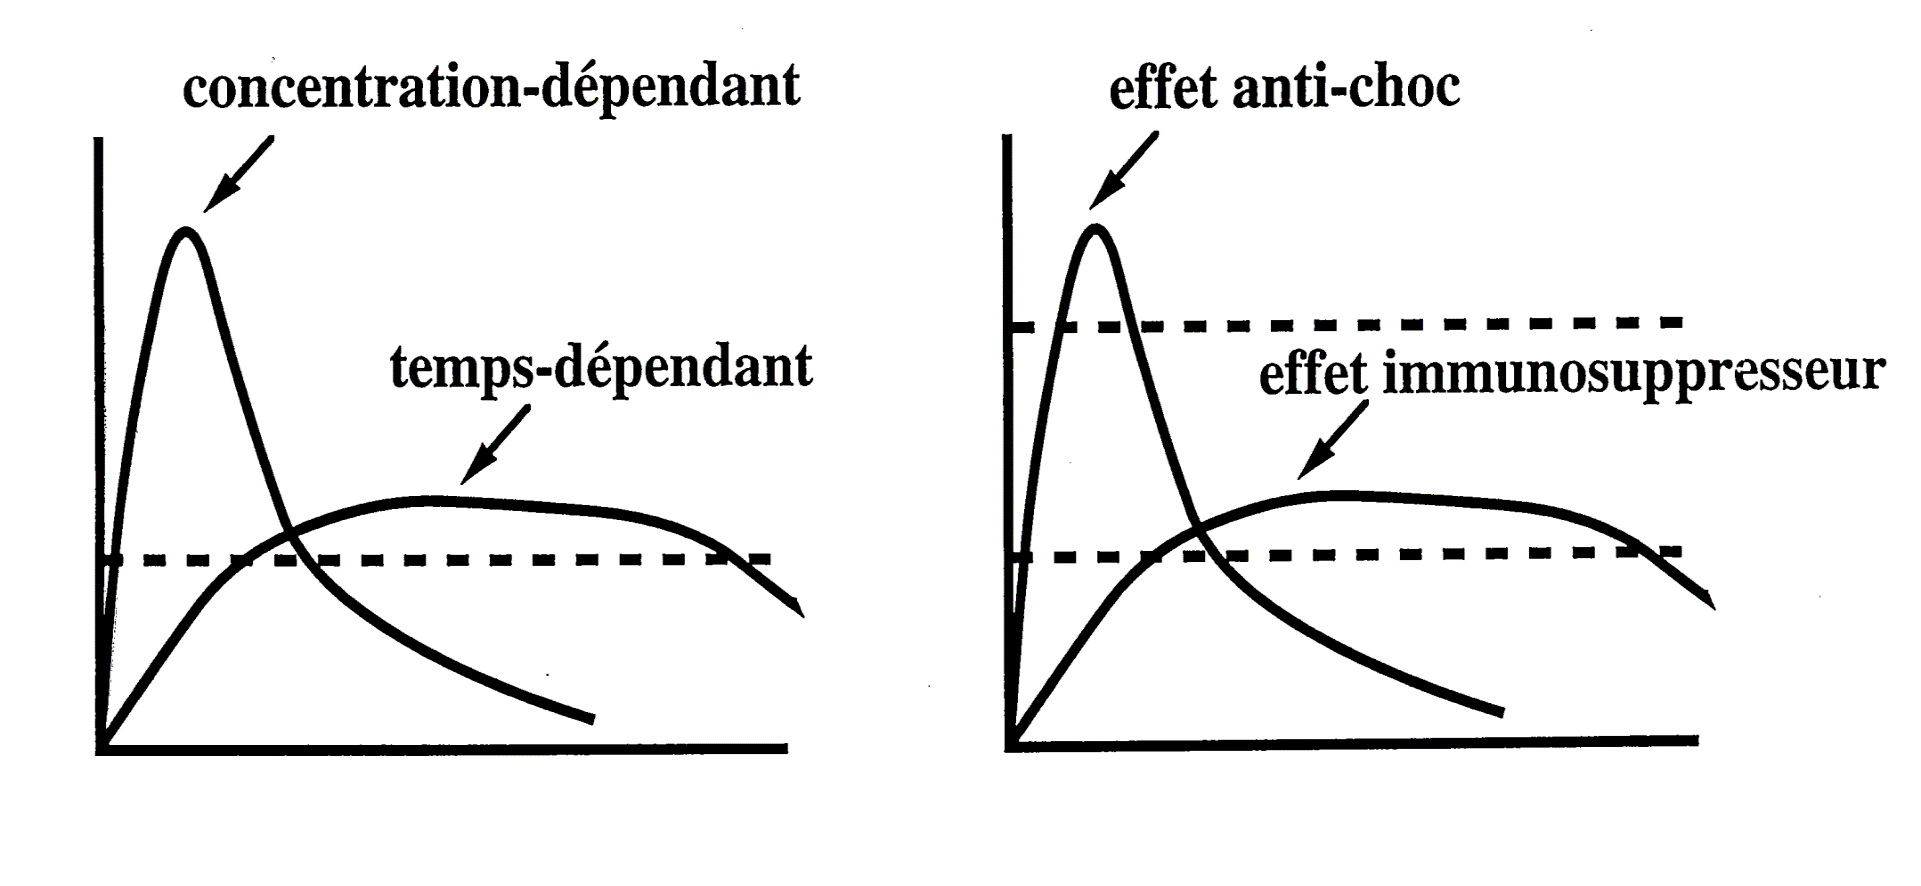 concentration-dépendant
temps-dépendant
effet anti-choc
effet immunosuppresseur